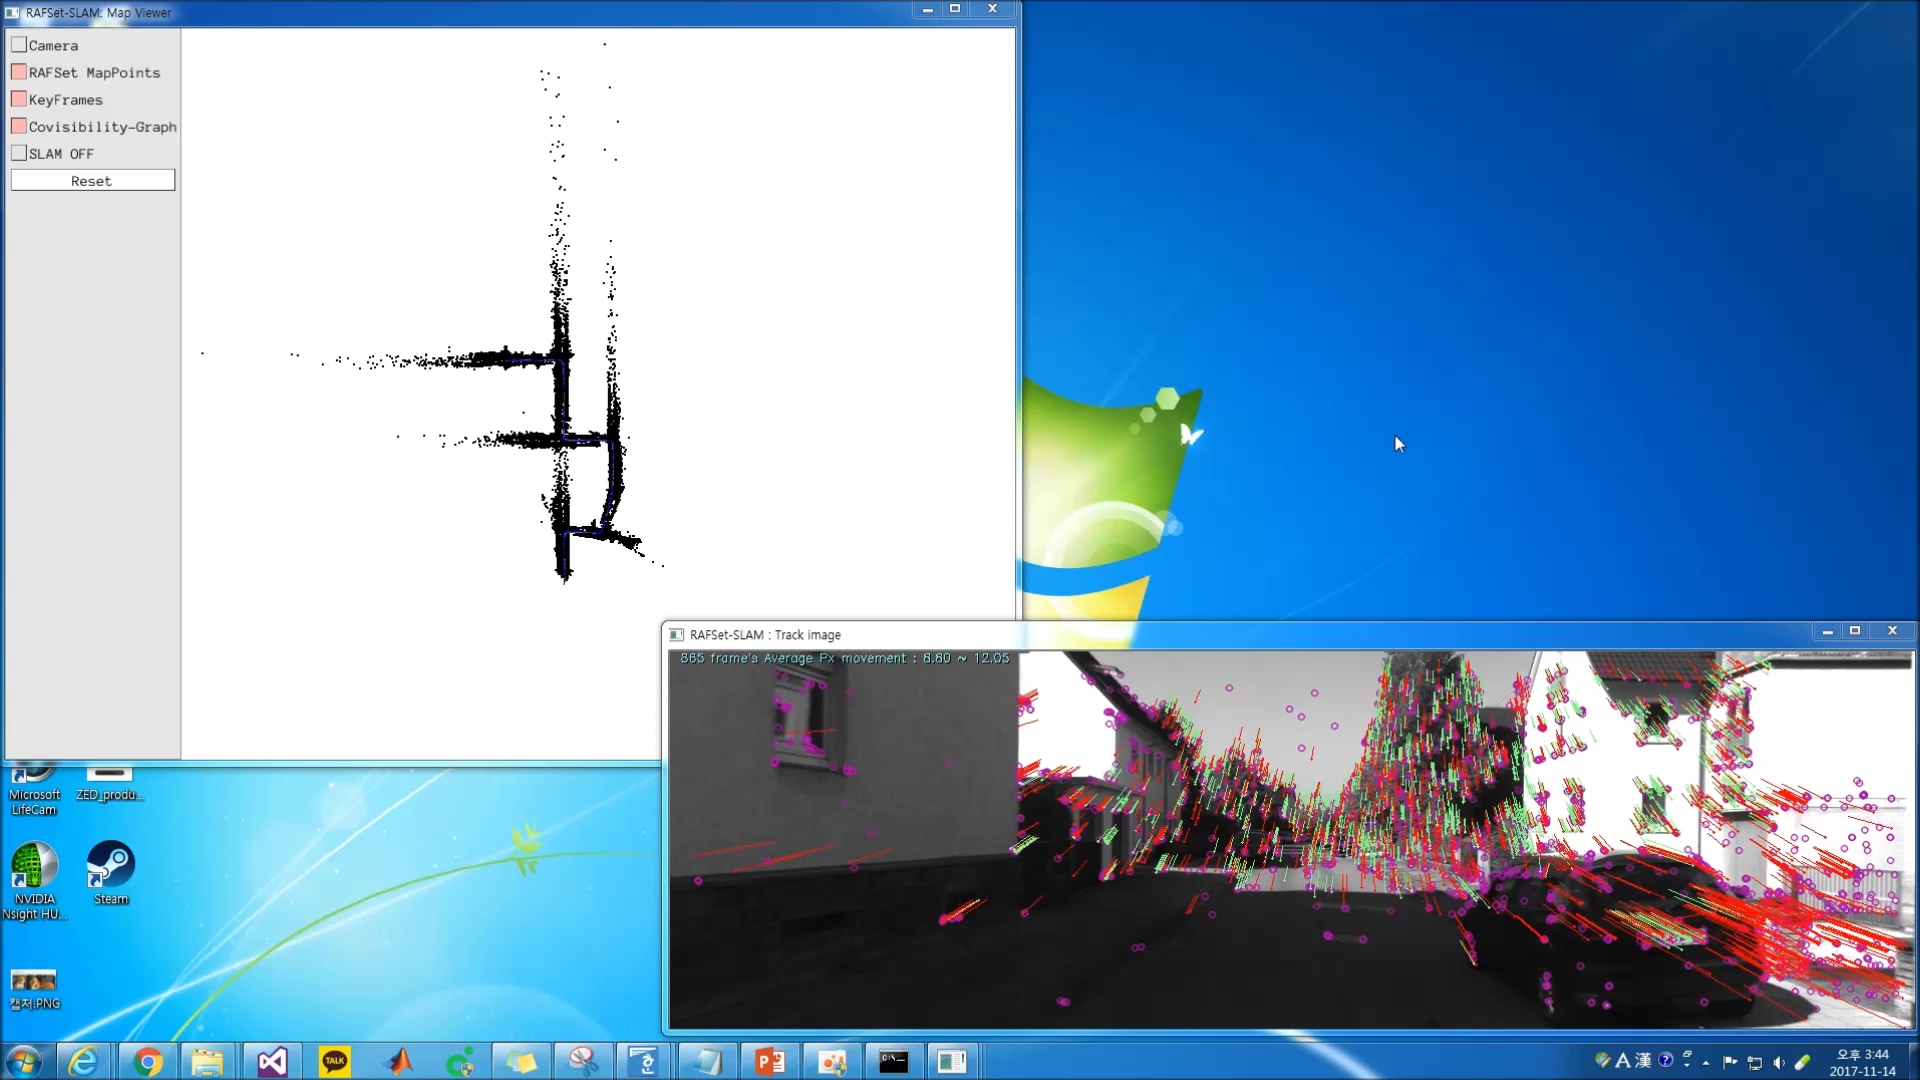 RAFSet-SLAM: Map Viewer
Camera
RAFSet MapPoints
KeyFrames
Covisibility-Graph
SLAM OFF
Reset
RAFSet-SLAM : Track image
865 frame's Average Px movement : 6.60 ~ 12.05
Microsoft
LifeCam
ZED_produ...
NVIDIA
Nsight HU...
Steam
캡처.PNG
TALK
C:\_
A 漢
오후 3:44
2017-11-14